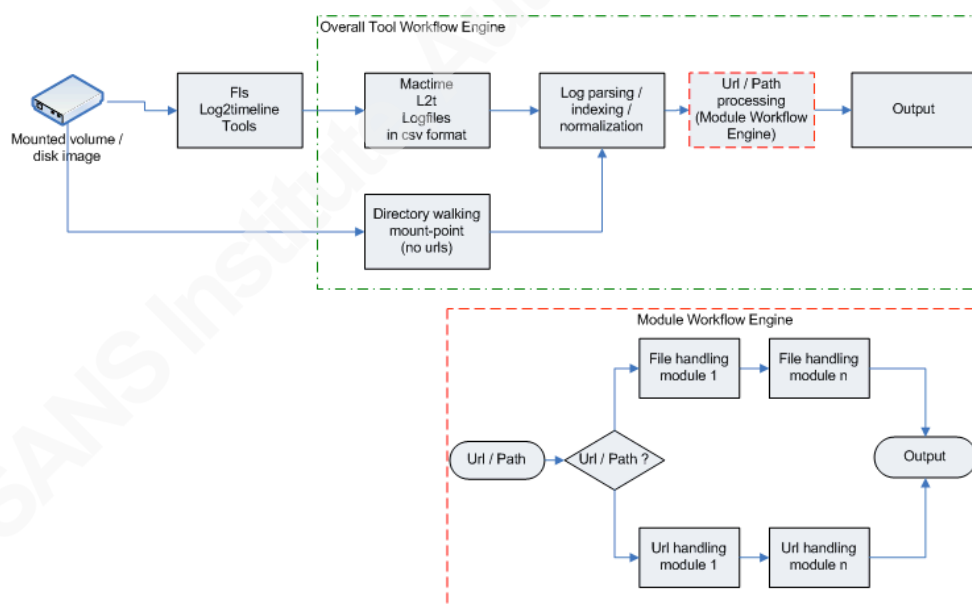 Overall Tool Workflow Engine
Mounted volume /
disk image
Fls
Log2timeline
Tools
Mactime
L2t
Logfiles
in csv format
Log parsing /
indexing /
normalization
Url / Path
processing
(Module Workflow
Engine)
Output
Directory walking
mount-point
(no urls)
Module Workflow Engine
File handling
module 1
File handling
module n
Url / Path
Url / Path ?
Output
Url handling
module 1
Url handling
module n
SANS Institute